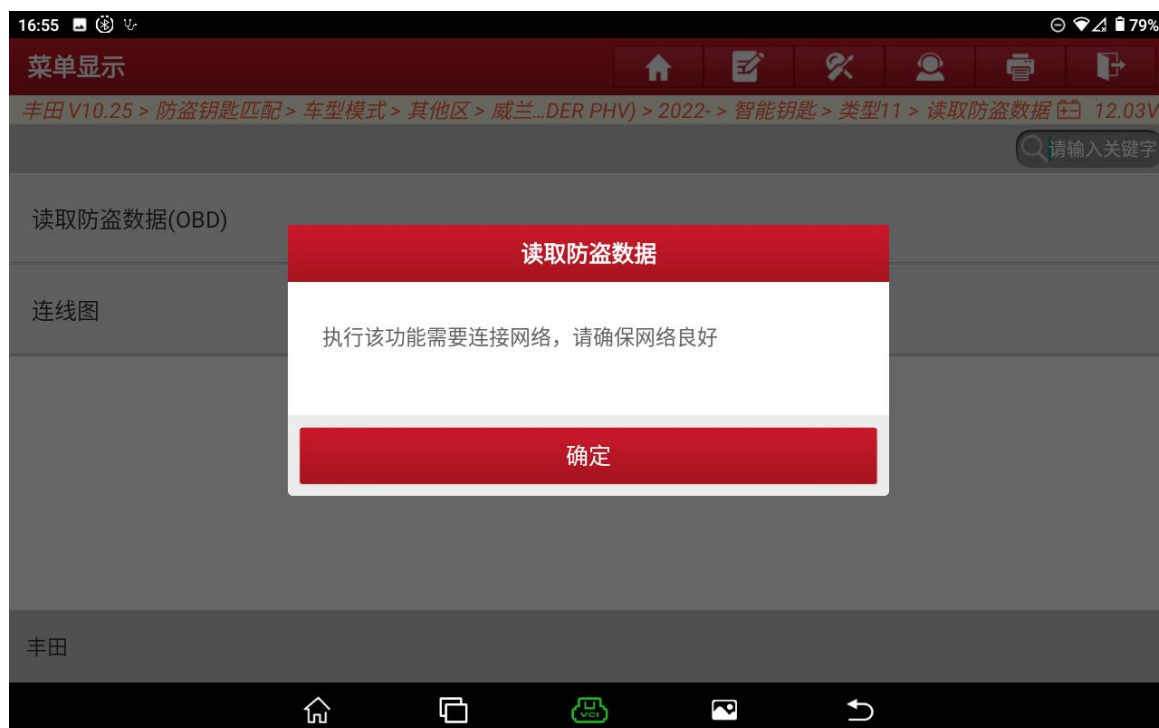 16:55
79%
菜单显示
丰田 V10.25 > 防盗钥匙匹配 > 车型模式 > 其他区 > 威兰...DER PHV) > 2022- > 智能钥匙 > 类型11 > 读取防盗数据 12.03V
请输入关键字
读取防盗数据(OBD)
连线图
读取防盗数据
执行该功能需要连接网络，请确保网络良好
确定
丰田
VCI